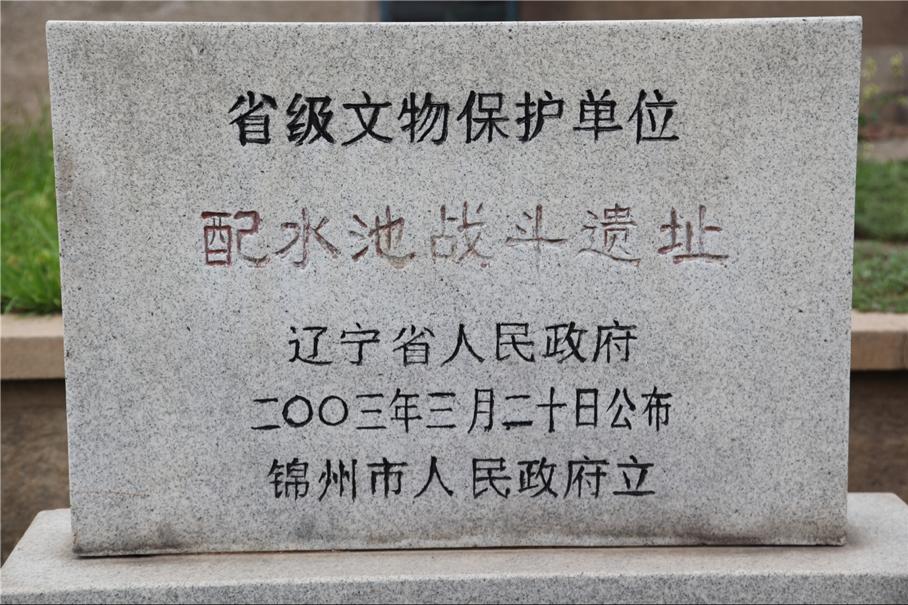 省级文物保护单位
配水池战斗遗址
辽宁省人民政府
二〇〇三年三月二十日公布
锦州市人民政府立